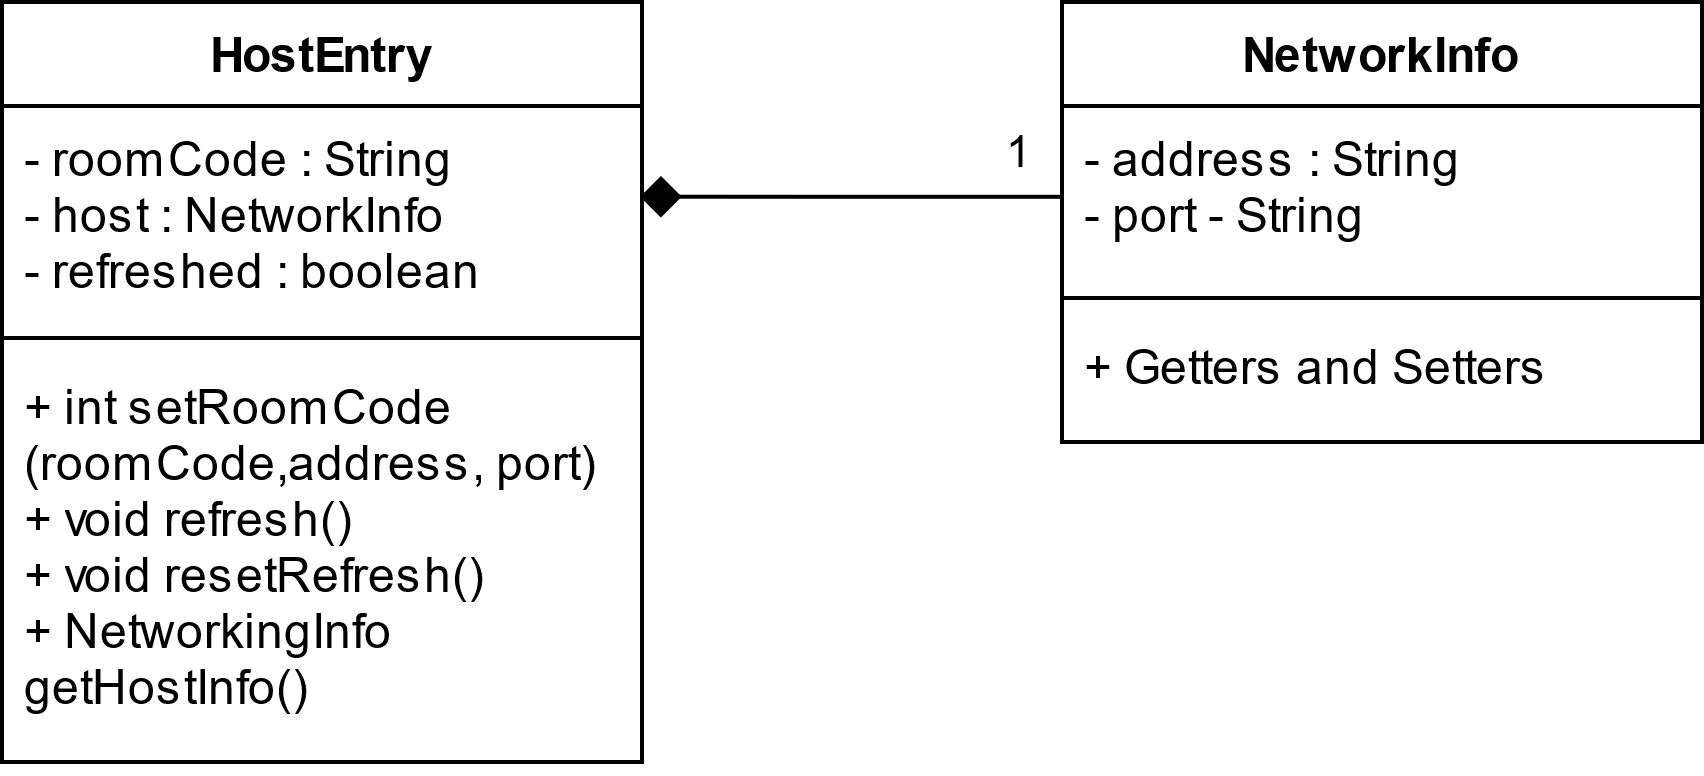 HostEntry
- roomCode : String
- host : NetworkInfo
- refreshed : boolean
+ int setRoomCode
(roomCode,address, port)
+ void refresh()
+ void resetRefresh()
+ NetworkingInfo
getHostInfo()
1
NetworkInfo
- address : String
- port - String
+ Getters and Setters